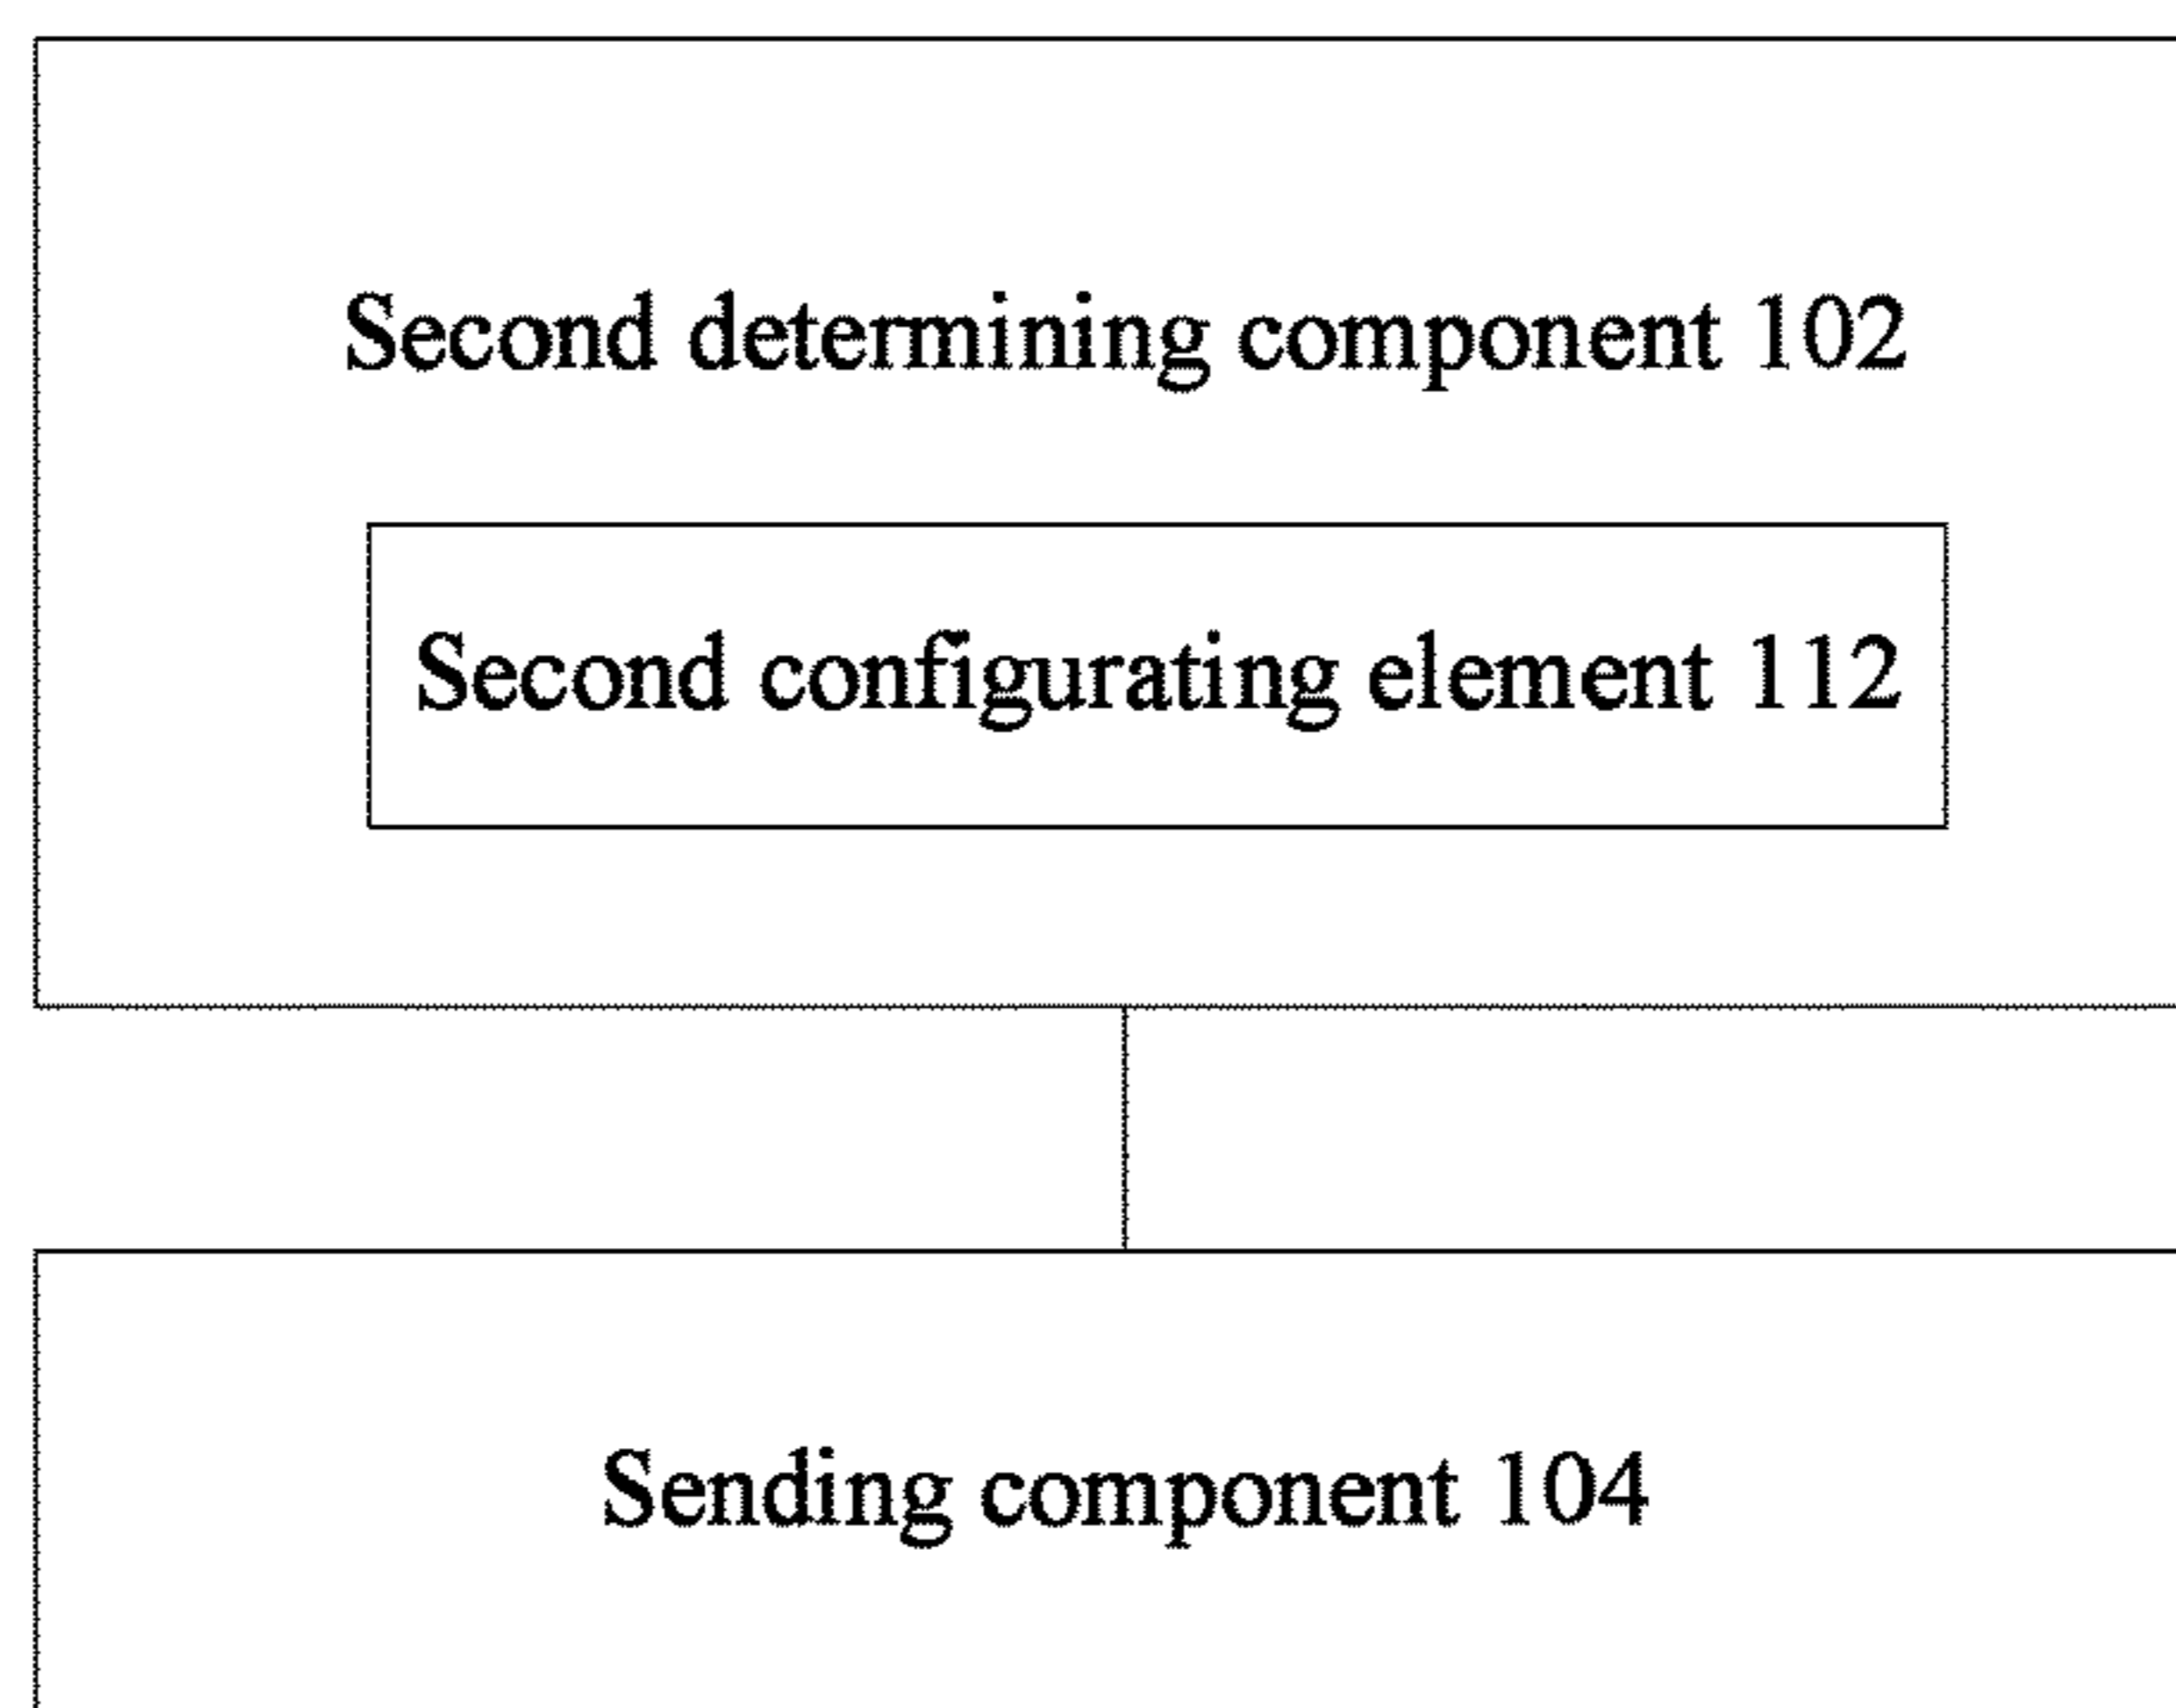 Second determining component 102
Second configurating element 112
Sending component 104